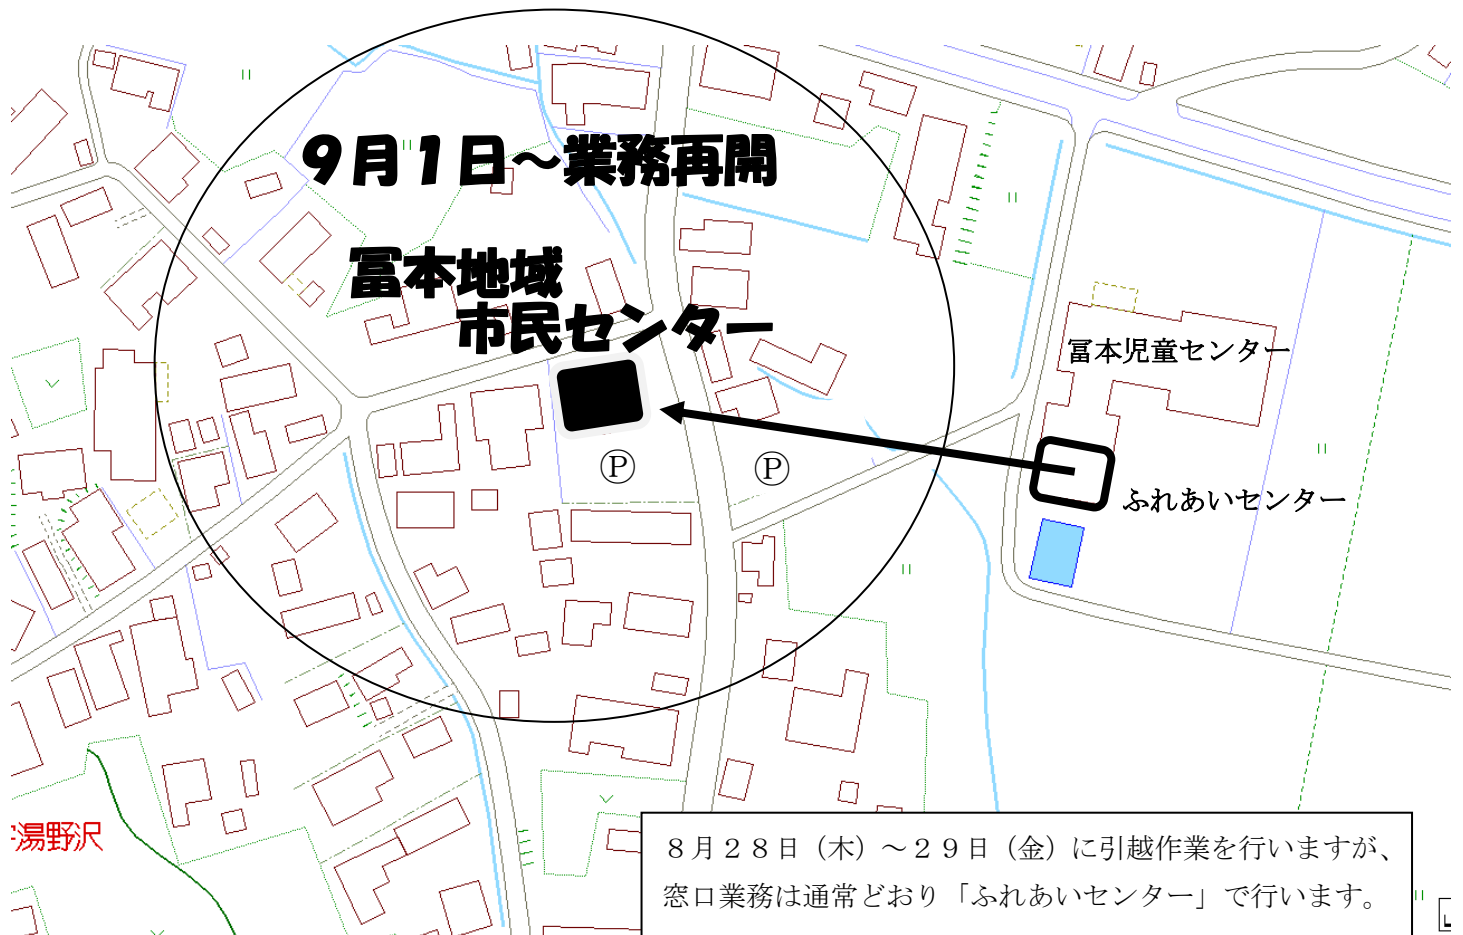 9月1日～業務再開
冨本地域
市民センター
冨本児童センター
Ⓟ
Ⓟ
ふれあいセンター
湯野沢
８月２８日（木）～２９日（金）に引越作業を行いますが、
窓口業務は通常どおり「ふれあいセンター」で行います。